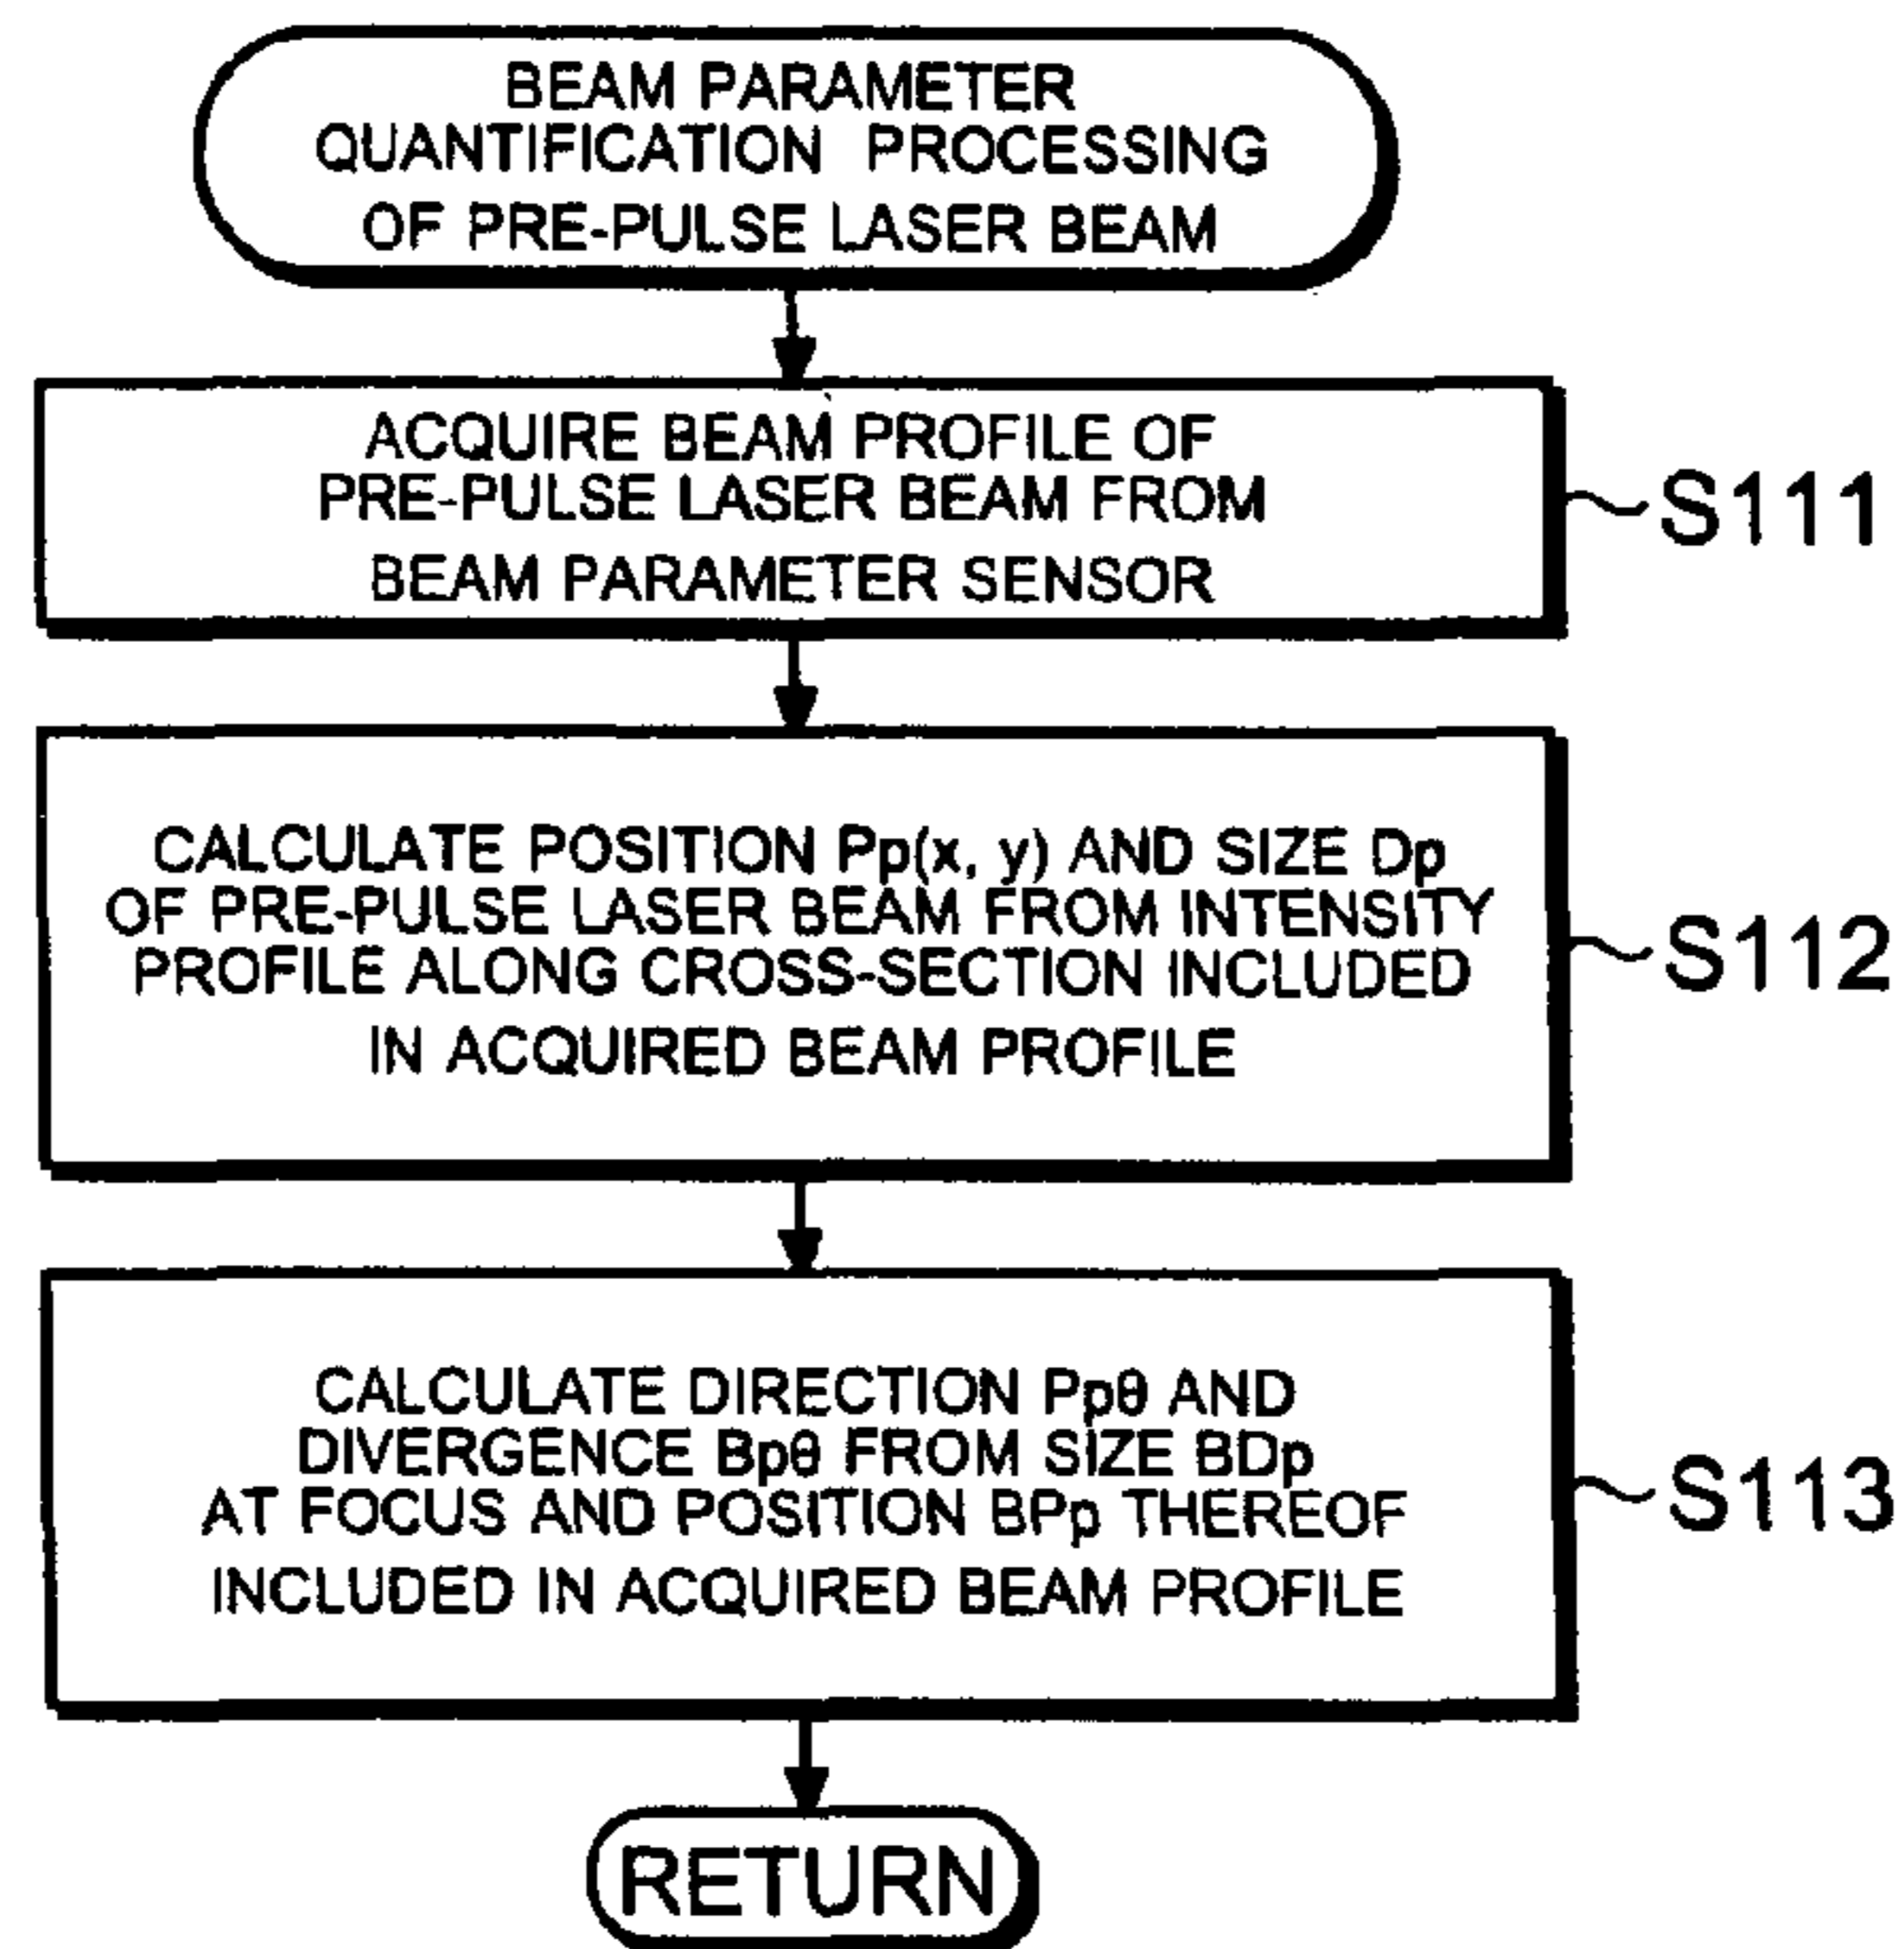 BEAM PARAMETER
QUANTIFICATION PROCESSING
OF PRE-PULSE LASER BEAM
ACQUIRE BEAM PROFILE OF
PRE-PULSE LASER BEAM FROM
BEAM PARAMETER SENSOR
S111
CALCULATE POSITION Pp(x, y) AND SIZE Dp
OF PRE-PULSE LASER BEAM FROM INTENSITY
PROFILE ALONG CROSS-SECTION INCLUDED
IN ACQUIRED BEAM PROFILE
S112
CALCULATE DIRECTION Ppθ AND
DIVERGENCE Bpθ FROM SIZE BDp
AT FOCUS AND POSITION BPp THEREOF
INCLUDED IN ACQUIRED BEAM PROFILE
S113
RETURN